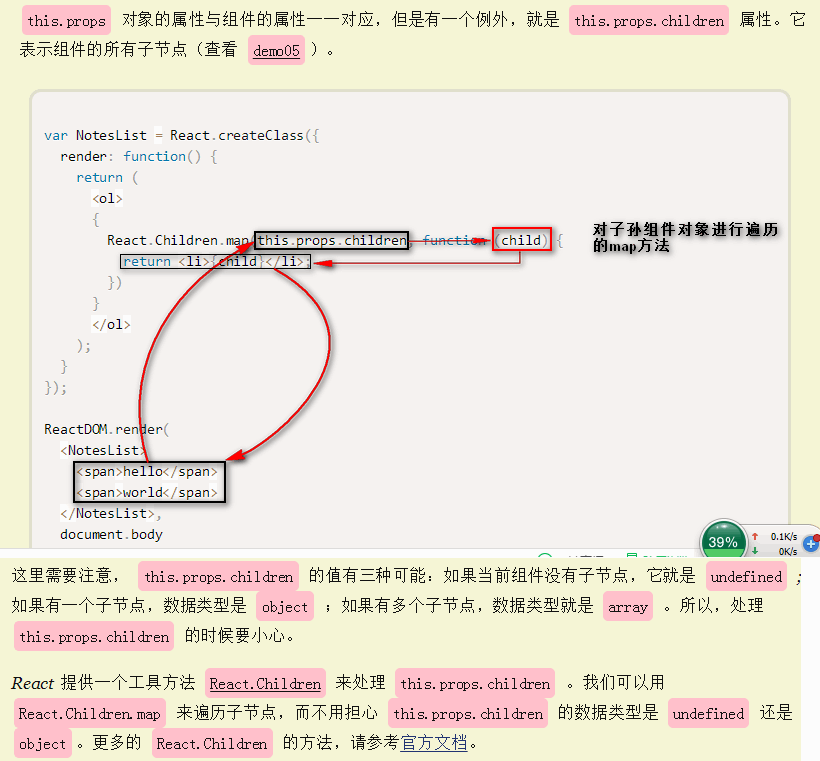 this.props 对象的属性与组件的属性一一对应，但是有一个例外，就是 this.props.children 属性。它
表示组件的所有子节点（查看 demo05 ）。
var NotesList = React.createClass({
render: function() {
return (
<ol>
{
React.Children.map(this.props.children, function (child) {
对子孙组件对象进行遍历
的map方法
return <li>{child}</li>;
})
}
</ol>
);
}
});
ReactDOM.render(
<NotesList>
<span>hello</span>
<span>world</span>
</NotesList>,
document.body
39%
0.1K/s
0K/s
这里需要注意， this.props.children 的值有三种可能：如果当前组件没有子节点，它就是 undefined ;
如果有一个子节点，数据类型是 object ；如果有多个子节点，数据类型就是 array 。所以，处理
this.props.children 的时候要小心。
React 提供一个工具方法 React.Children 来处理 this.props.children 。我们可以用
React.Children.map 来遍历子节点，而不用担心 this.props.children 的数据类型是 undefined 还是
object 。更多的 React.Children 的方法，请参考官方文档。